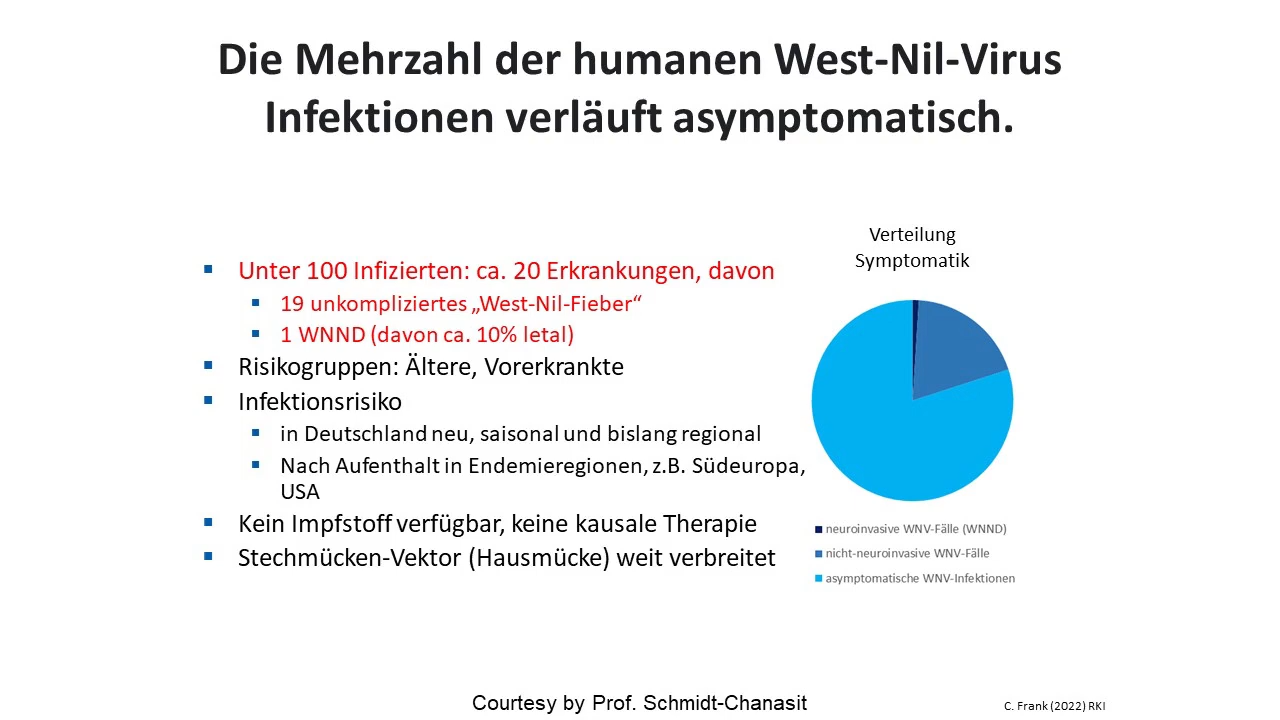 Die Mehrzahl der humanen West-Nil-Virus
Infektionen verläuft asymptomatisch.
▪ Unter 100 Infizierten: ca. 20 Erkrankungen, davon
▪ 19 unkompliziertes „West-Nil-Fieber“
▪ 1 WNND (davon ca. 10% letal)
▪ Risikogruppen: Ältere, Vorerkrankte
▪ Infektionsrisiko
▪ in Deutschland neu, saisonal und bislang regional
▪ Nach Aufenthalt in Endemieregionen, z.B. Südeuropa,
USA
▪ Kein Impfstoff verfügbar, keine kausale Therapie
▪ Stechmücken-Vektor (Hausmücke) weit verbreitet
Verteilung
Symptomatik
neuroinvasive WNV-Fälle (WNND)
nicht-neuroinvasive WNV-Fälle
asymptomatische WNV-Infektionen
Courtesy by Prof. Schmidt-Chanasit
C. Frank (2022) RKI